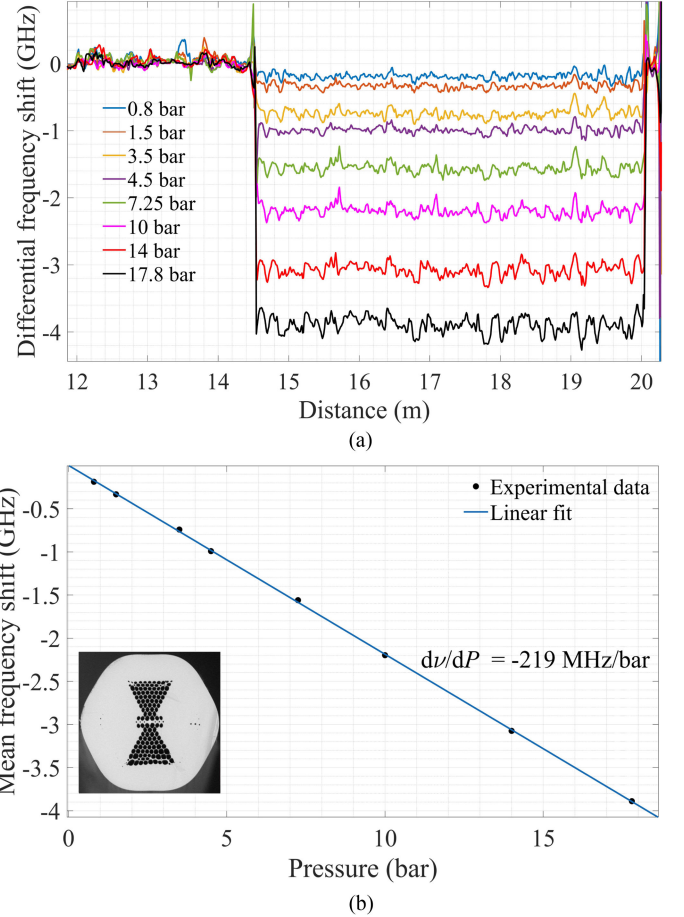 Differential frequency shift (GHz)
0
-1
-2
-3
-4
0.8 bar
1.5 bar
3.5 bar
4.5 bar
7.25 bar
10 bar
14 bar
17.8 bar
12 13 14 15 16 17 18 19 20
Distance (m)
(a)
Mean frequency shift (GHz)
-0.5
-1
-1.5
-2
-2.5
-3
-3.5
-4
Experimental data
Linear fit
dν/dP = -219 MHz/bar
0 5 10 15
Pressure (bar)
(b)